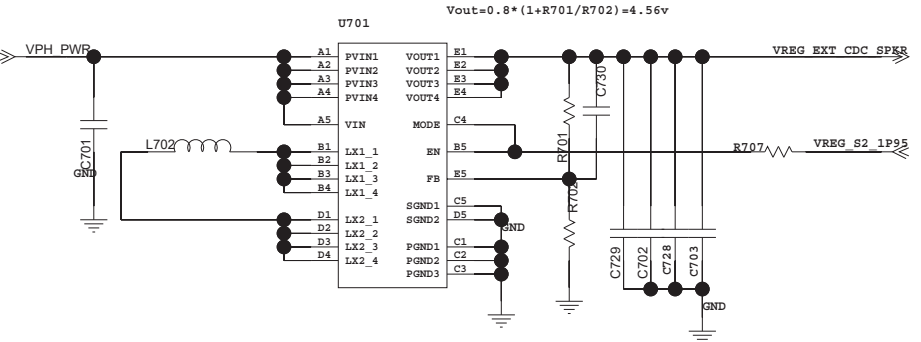 Vout=0.8*(1+R701/R702)=4.56v
U701
VPH_PWR
VREG_EXT_CDC_SPKR
A1 PVIN1 VOUT1 E1
A2 PVIN2 VOUT2 E2
A3 PVIN3 VOUT3 E3
A4 PVIN4 VOUT4 E4
C730
A5 VIN MODE C4
C701
GND
L702
B1 LX1_1 EN B5
R701
R707
VREG_S2_1P95
B2 LX1_2
B3 LX1_3 FB E5
B4 LX1_4
R702
SGND1 C5
D1 LX2_1 SGND2 D5
GND
D2 LX2_2
D3 LX2_3 PGND1 C1
D4 LX2_4 PGND2 C2
PGND3 C3
C729
C702
C728
C703
GND